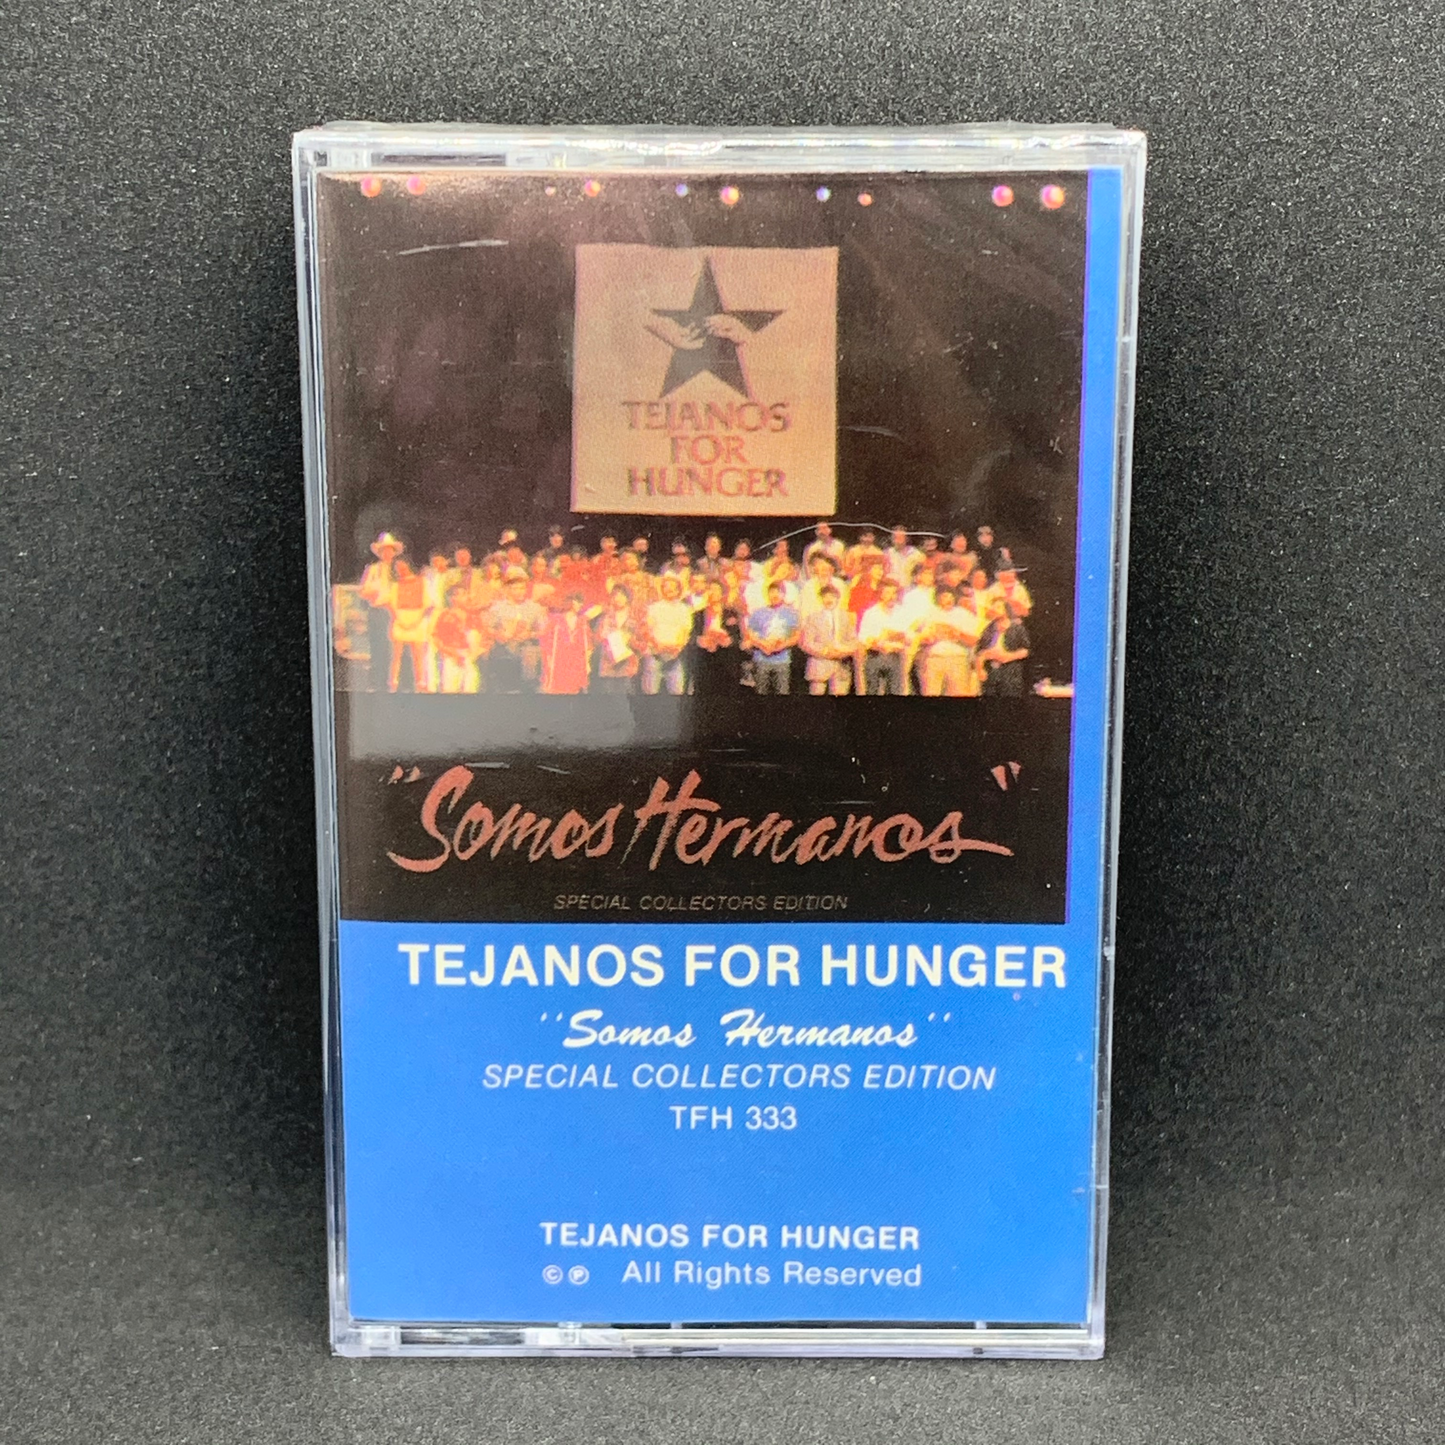 TEJANOS
FOR
HUNGER
"Somos Hermanos"
SPECIAL COLLECTORS EDITION
TEJANOS FOR HUNGER
"Somos Hermanos"
SPECIAL COLLECTORS EDITION
TFH 333
TEJANOS FOR HUNGER
©℗ All Rights Reserved